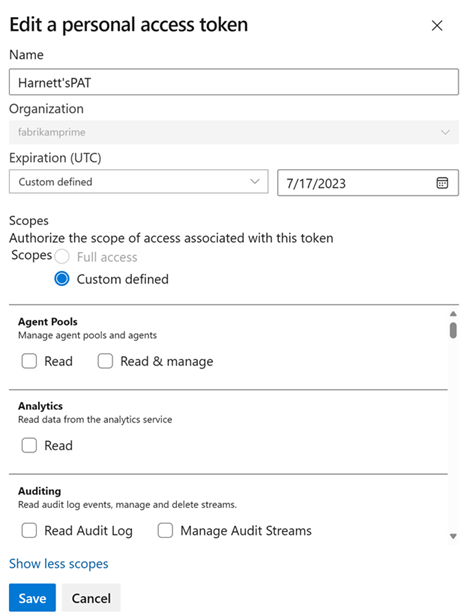 Edit a personal access token
Name
Harnett'sPAT
Organization
fabrikamprime
Expiration (UTC)
Custom defined
7/17/2023
Scopes
Authorize the scope of access associated with this token
Scopes Full access
Custom defined
Agent Pools
Manage agent pools and agents
Read Read & manage
Analytics
Read data from the analytics service
Read
Auditing
Read audit log events, manage and delete streams.
Read Audit Log Manage Audit Streams
Show less scopes
Save Cancel